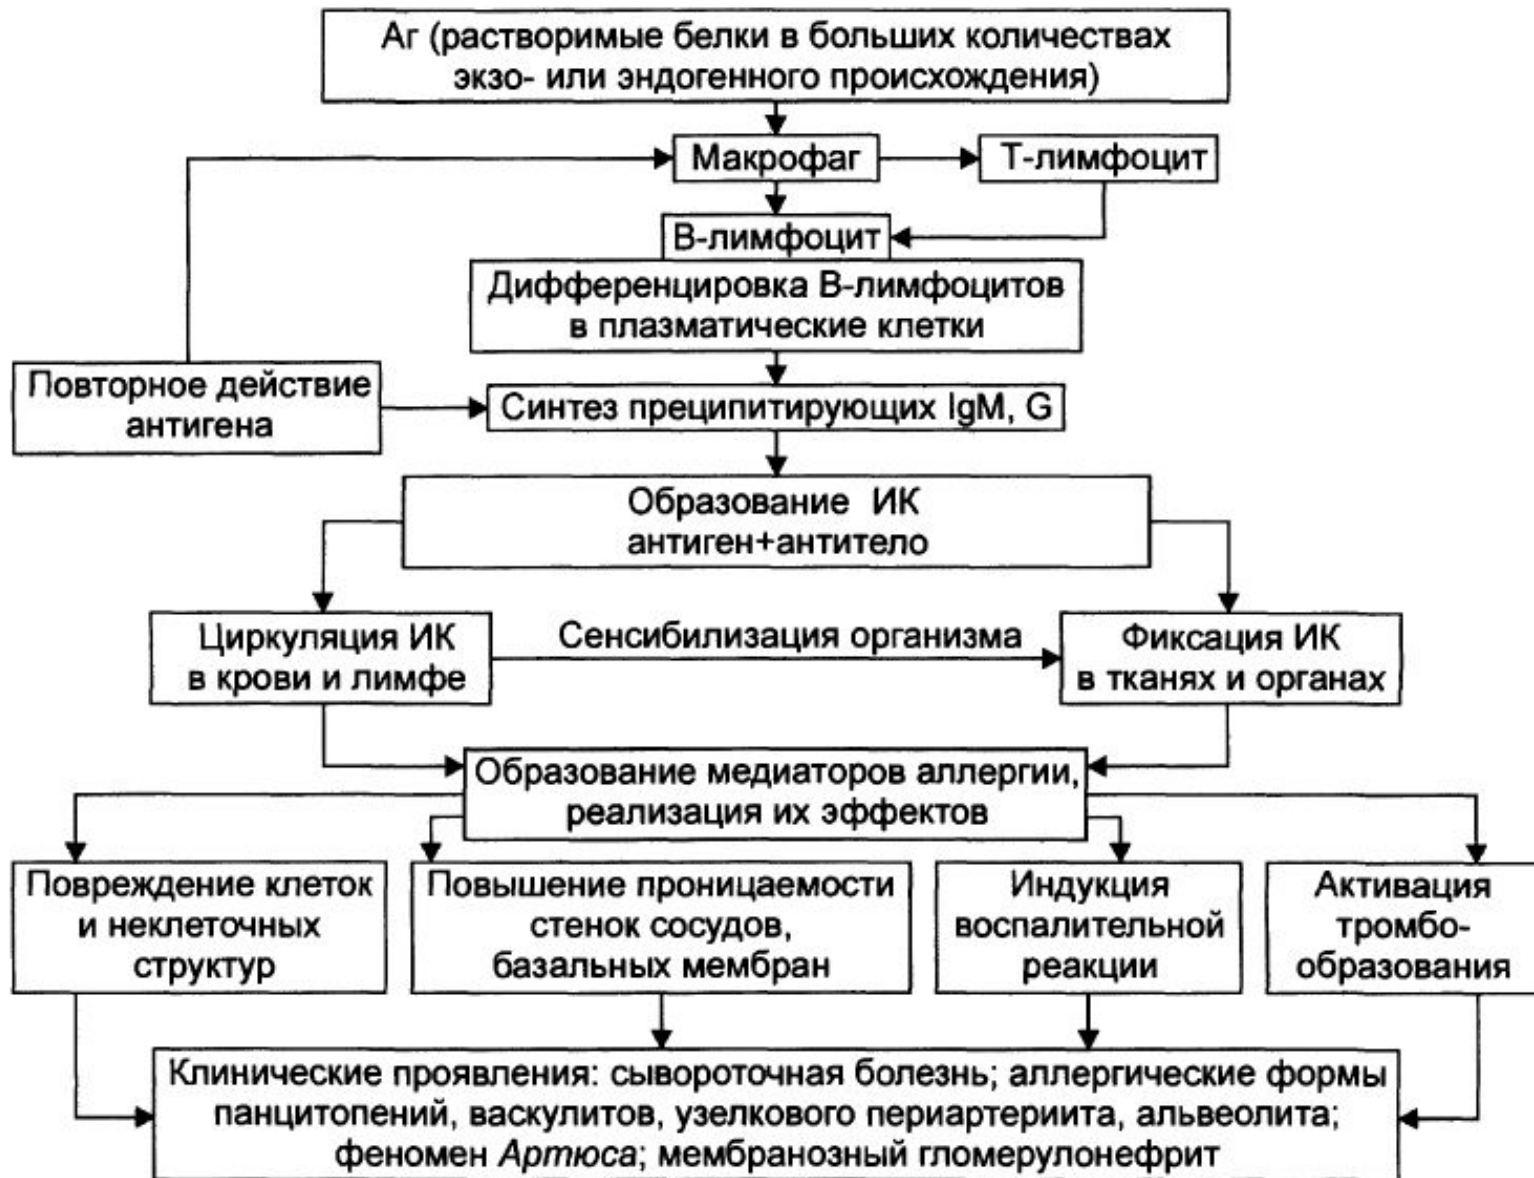 Аг (растворимые белки в больших количествах
экзо- или эндогенного происхождения)
Макрофаг
Т-лимфоцит
В-лимфоцит
Дифференцировка В-лимфоцитов
в плазматические клетки
Повторное действие
антигена
Синтез преципитирующих IgM, G
Образование ИК
антиген+антитело
Циркуляция ИК
в крови и лимфе
Сенсибилизация организма
Фиксация ИК
в тканях и органах
Образование медиаторов аллергии,
реализация их эффектов
Повреждение клеток
и неклеточных
структур
Повышение проницаемости
стенок сосудов,
базальных мембран
Индукция
воспалительной
реакции
Активация
тромбо-
образования
Клинические проявления: сывороточная болезнь; аллергические формы
панцитопений, васкулитов, узелкового периартериита, альвеолита;
феномен Артюса; мембранозный гломерулонефрит